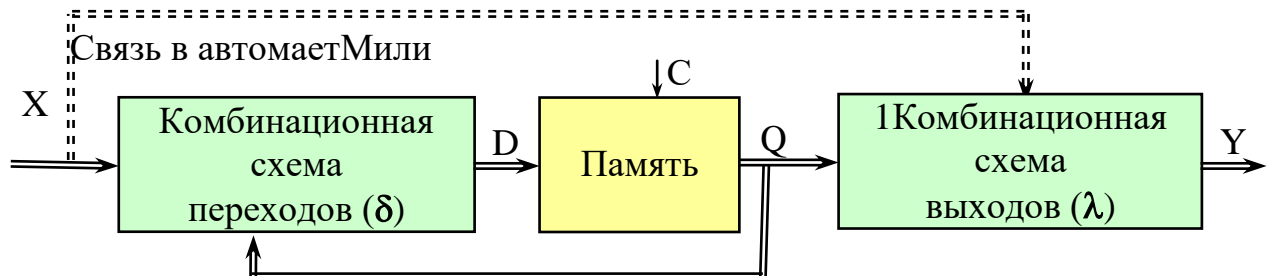 Связь в автомаетМили
X
C
Комбинационная
схема
переходов (δ)
D
Память
Q
1Комбинационная
схема
выходов (λ)
Y